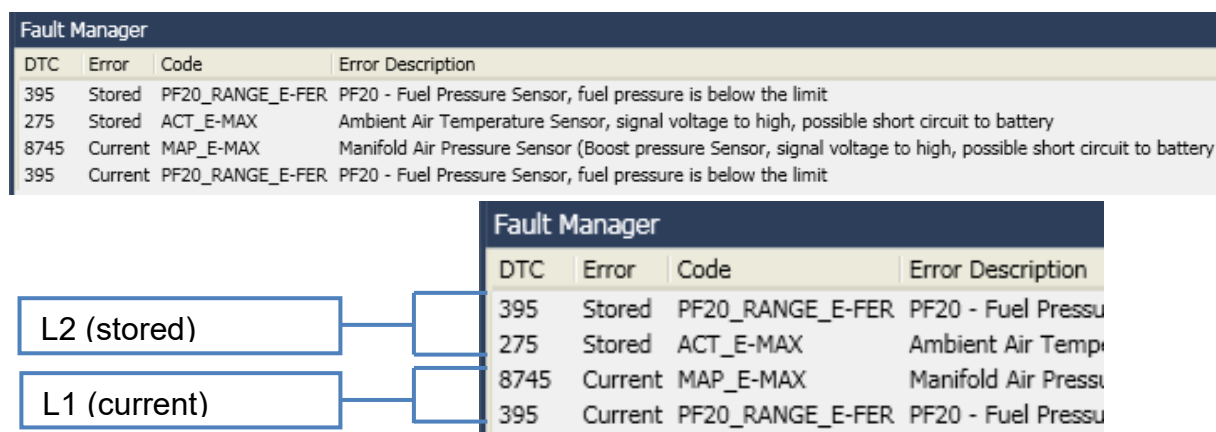 Fault Manager
DTC Error Code Error Description
395 Stored PF20_RANGE_E-FER PF20 - Fuel Pressure Sensor, fuel pressure is below the limit
275 Stored ACT_E-MAX Ambient Air Temperature Sensor, signal voltage to high, possible short circuit to battery
8745 Current MAP_E-MAX Manifold Air Pressure Sensor (Boost pressure Sensor, signal voltage to high, possible short circuit to battery
395 Current PF20_RANGE_E-FER PF20 - Fuel Pressure Sensor, fuel pressure is below the limit
Fault Manager
DTC Error Code Error Description
395 Stored PF20_RANGE_E-FER PF20 - Fuel Pressu
L2 (stored)
275 Stored ACT_E-MAX Ambient Air Tempe
8745 Current MAP_E-MAX Manifold Air Pressu
L1 (current)
395 Current PF20_RANGE_E-FER PF20 - Fuel Pressu